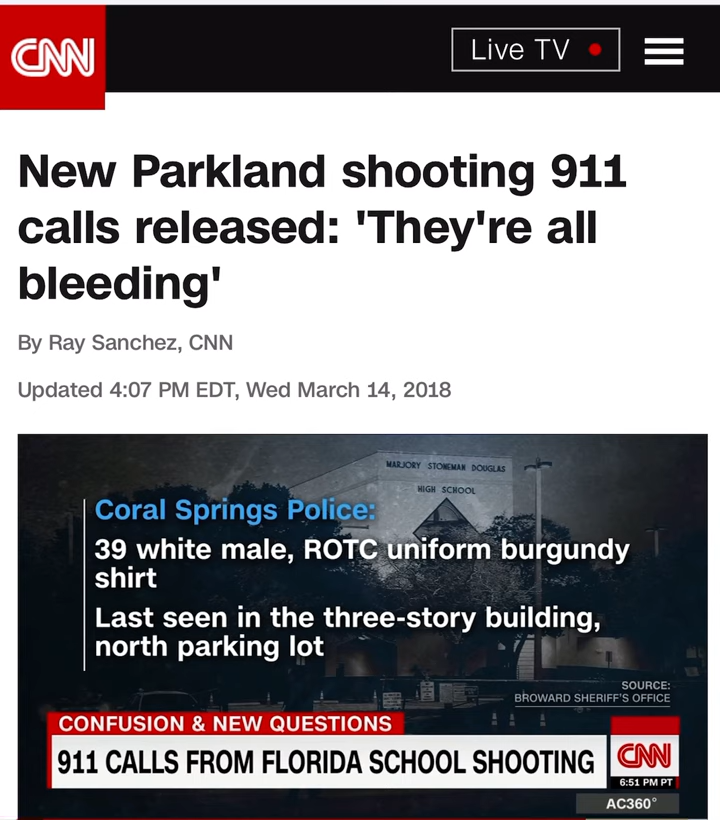 CNN
Live TV
New Parkland shooting 911
calls released: 'They're all
bleeding'
By Ray Sanchez, CNN
Updated 4:07 PM EDT, Wed March 14, 2018
MARJORY STONEMAN DOUGLAS
HIGH SCHOOL
Coral Springs Police:
39 white male, ROTC uniform burgundy
shirt
Last seen in the three-story building,
north parking lot
SOURCE:
BROWARD SHERIFF'S OFFICE
CONFUSION & NEW QUESTIONS
911 CALLS FROM FLORIDA SCHOOL SHOOTING
CNN
6:51 PM PT
AC360°